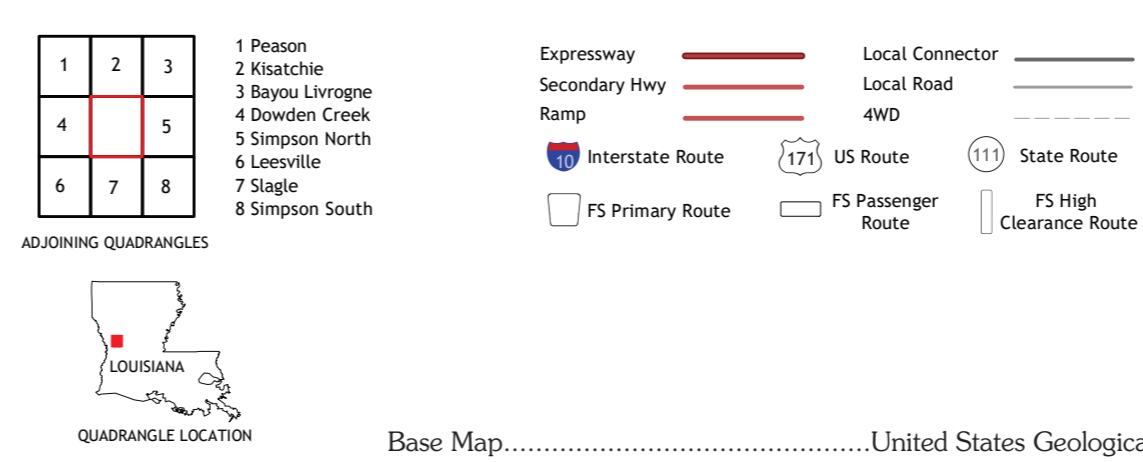 1 2 3
4 5
6 7 8
ADJOINING QUADRANGLES
1 Peason
2 Kisatchie
3 Bayou Livrogne
4 Dowden Creek
5 Simpson North
6 Leesville
7 Slagle
8 Simpson South
Expressway
Secondary Hwy
Ramp
Local Connector
Local Road
4WD
10 Interstate Route
171 US Route
111 State Route
FS Primary Route
FS Passenger
Route
FS High
Clearance Route
LOUISIANA
QUADRANGLE LOCATION
Base Map.............................................United States Geologica